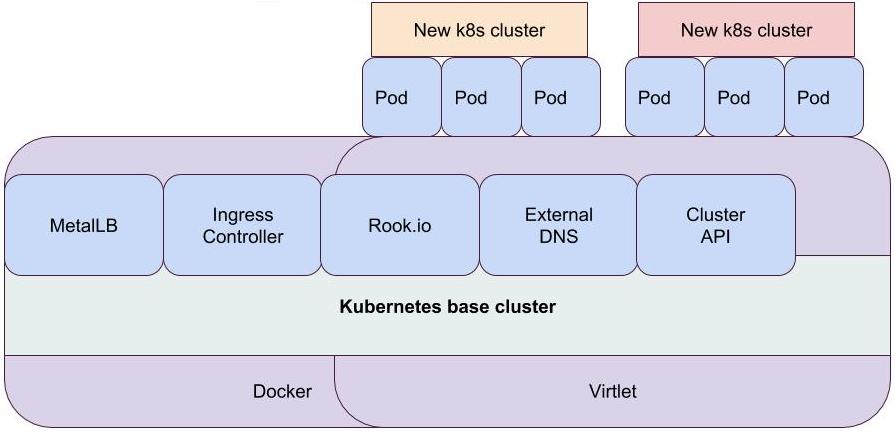 New k8s cluster
New k8s cluster
Pod
Pod
Pod
Pod
Pod
Pod
MetalLB
Ingress
Controller
Rook.io
External
DNS
Cluster
API
Kubernetes base cluster
Docker
Virtlet